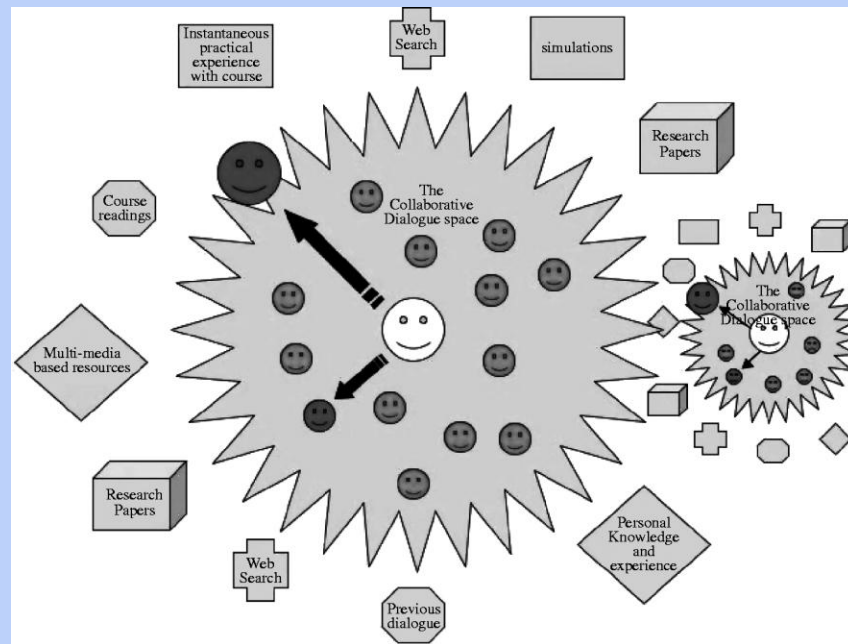 Instantaneous
practical
experience
with course
Web
Search
simulations
Research
Papers
Course
readings
The
Collaborative
Dialogue space
The
Collaborative
Dialogue space
Multi-media
based resources
Research
Papers
Web
Search
Previous
dialogue
Personal
Knowledge
and
experience